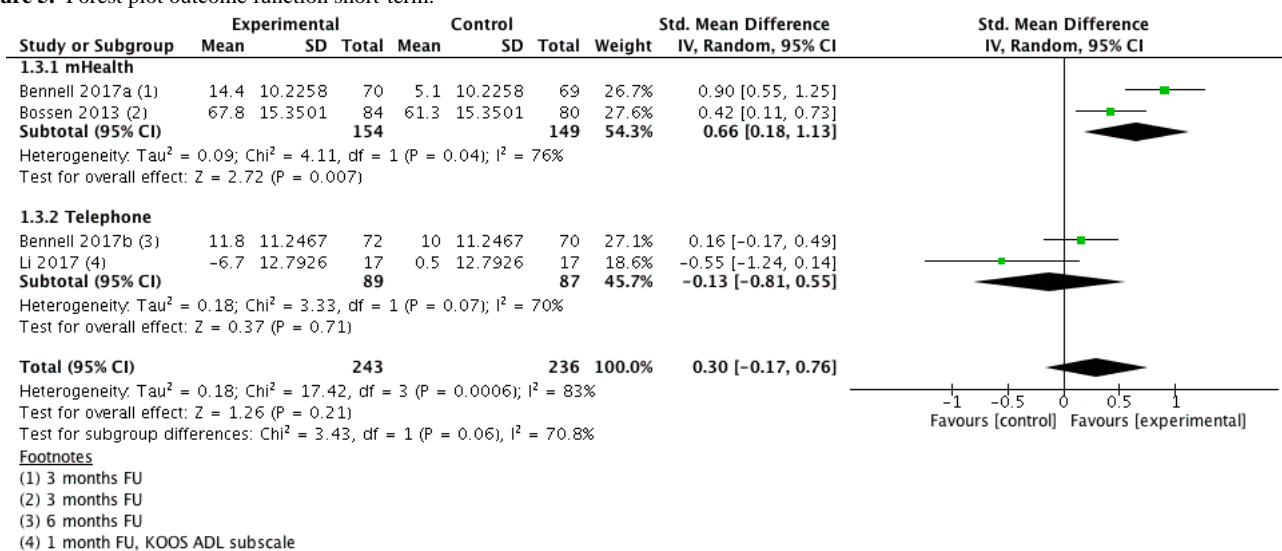 Forest plot outcome function short-term.
Experimental Control Std. Mean Difference Std. Mean Difference
Study or Subgroup Mean SD Total Mean SD Total Weight IV, Random, 95% CI IV, Random, 95% CI
1.3.1 mHealth
Bennell 2017a (1) 14.4 10.2258 70 5.1 10.2258 69 26.7% 0.90 [0.55, 1.25]
Bossen 2013 (2) 67.8 15.3501 84 61.3 15.3501 80 27.6% 0.42 [0.11, 0.73]
Subtotal (95% CI) 154 149 54.3% 0.66 [0.18, 1.13]
Heterogeneity: Tau² = 0.09; Chi² = 4.11, df = 1 (P = 0.04); I² = 76%
Test for overall effect: Z = 2.72 (P = 0.007)
1.3.2 Telephone
Bennell 2017b (3) 11.8 11.2467 72 10 11.2467 70 27.1% 0.16 [−0.17, 0.49]
Li 2017 (4) −6.7 12.7926 17 0.5 12.7926 17 18.6% −0.55 [−1.24, 0.14]
Subtotal (95% CI) 89 87 45.7% −0.13 [−0.81, 0.55]
Heterogeneity: Tau² = 0.18; Chi² = 3.33, df = 1 (P = 0.07); I² = 70%
Test for overall effect: Z = 0.37 (P = 0.71)
Total (95% CI) 243 236 100.0% 0.30 [−0.17, 0.76]
Heterogeneity: Tau² = 0.18; Chi² = 17.42, df = 3 (P = 0.0006); I² = 83%
Test for overall effect: Z = 1.26 (P = 0.21)
Test for subgroup differences: Chi² = 3.43, df = 1 (P = 0.06), I² = 70.8%
−1 −0.5 0 0.5 1
Favours [control] Favours [experimental]
Footnotes
(1) 3 months FU
(2) 3 months FU
(3) 6 months FU
(4) 1 month FU, KOOS ADL subscale